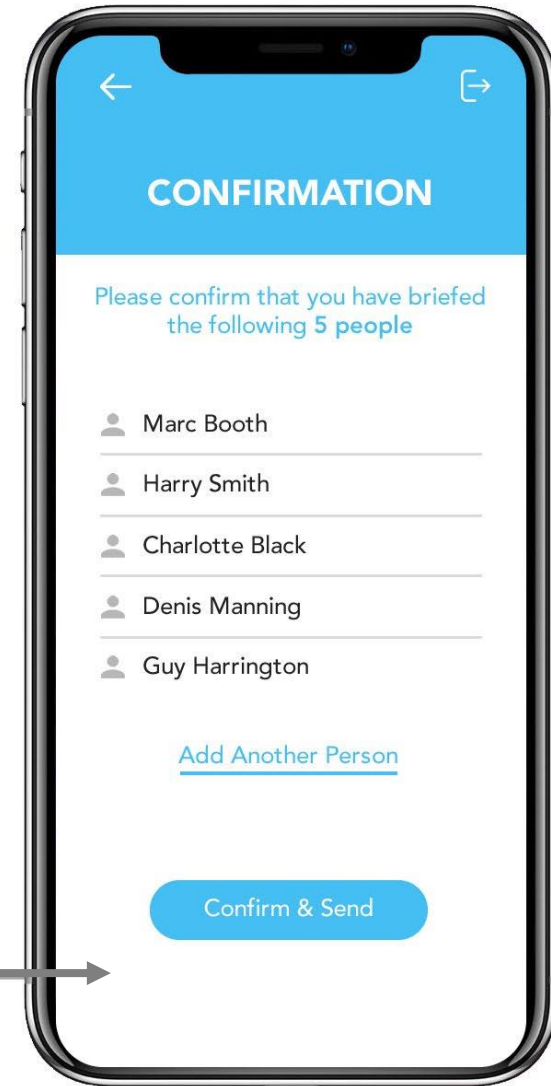 CONFIRMATION
Please confirm that you have briefed
the following 5 people
Marc Booth
Harry Smith
Charlotte Black
Denis Manning
Guy Harrington
Add Another Person
Confirm & Send